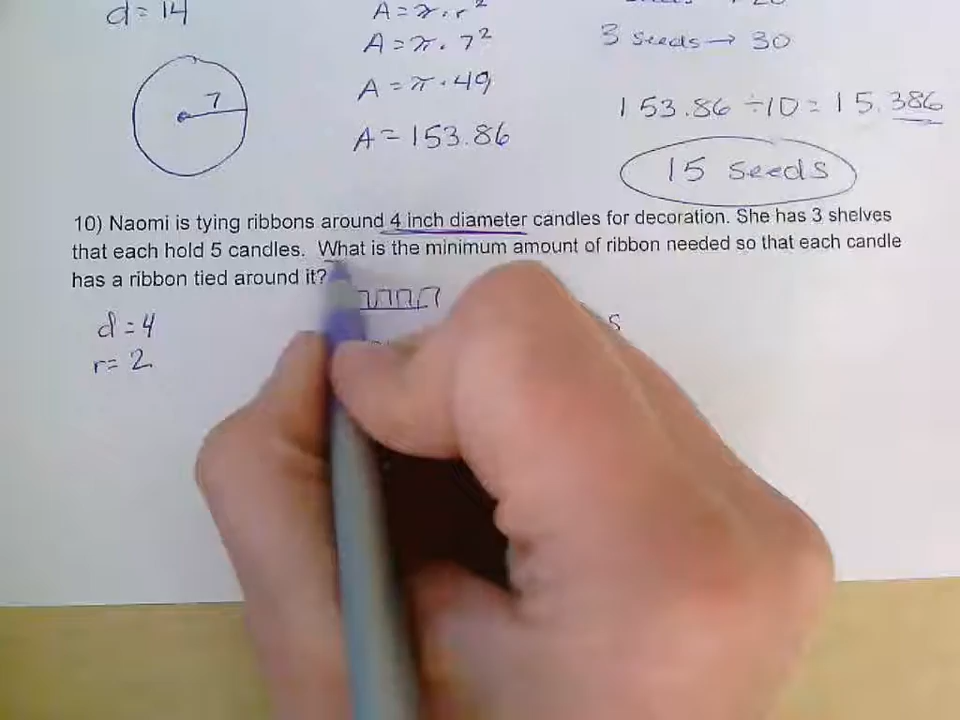 d = 14
A = π · r²
A = π · 7²
A = π · 49
A = 153.86
7
3 seeds → 30
153.86 ÷10 = 15.386
15 seeds
10) Naomi is tying ribbons around 4 inch diameter candles for decoration. She has 3 shelves
that each hold 5 candles. What is the minimum amount of ribbon needed so that each candle
has a ribbon tied around it?
d = 4
r = 2
s